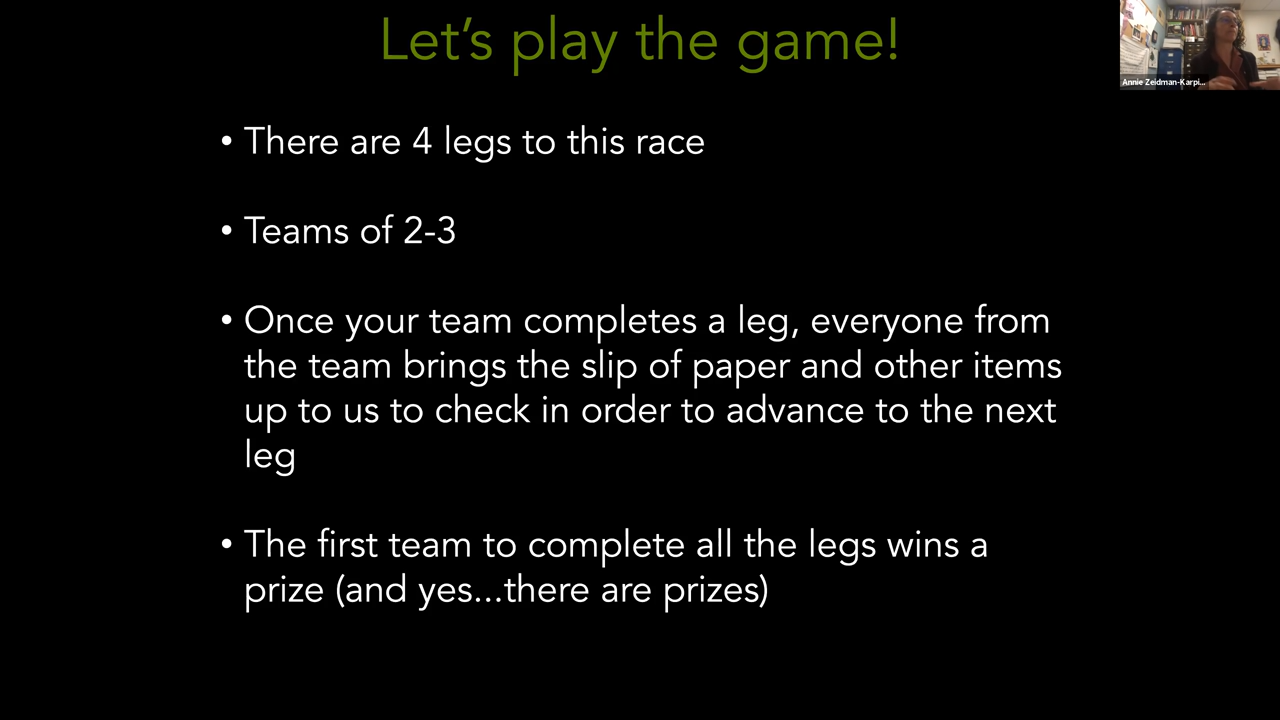 Let's play the game!
Annie Zeidman-Karpi...
• There are 4 legs to this race
• Teams of 2-3
• Once your team completes a leg, everyone from
the team brings the slip of paper and other items
up to us to check in order to advance to the next
leg
• The first team to complete all the legs wins a
prize (and yes...there are prizes)